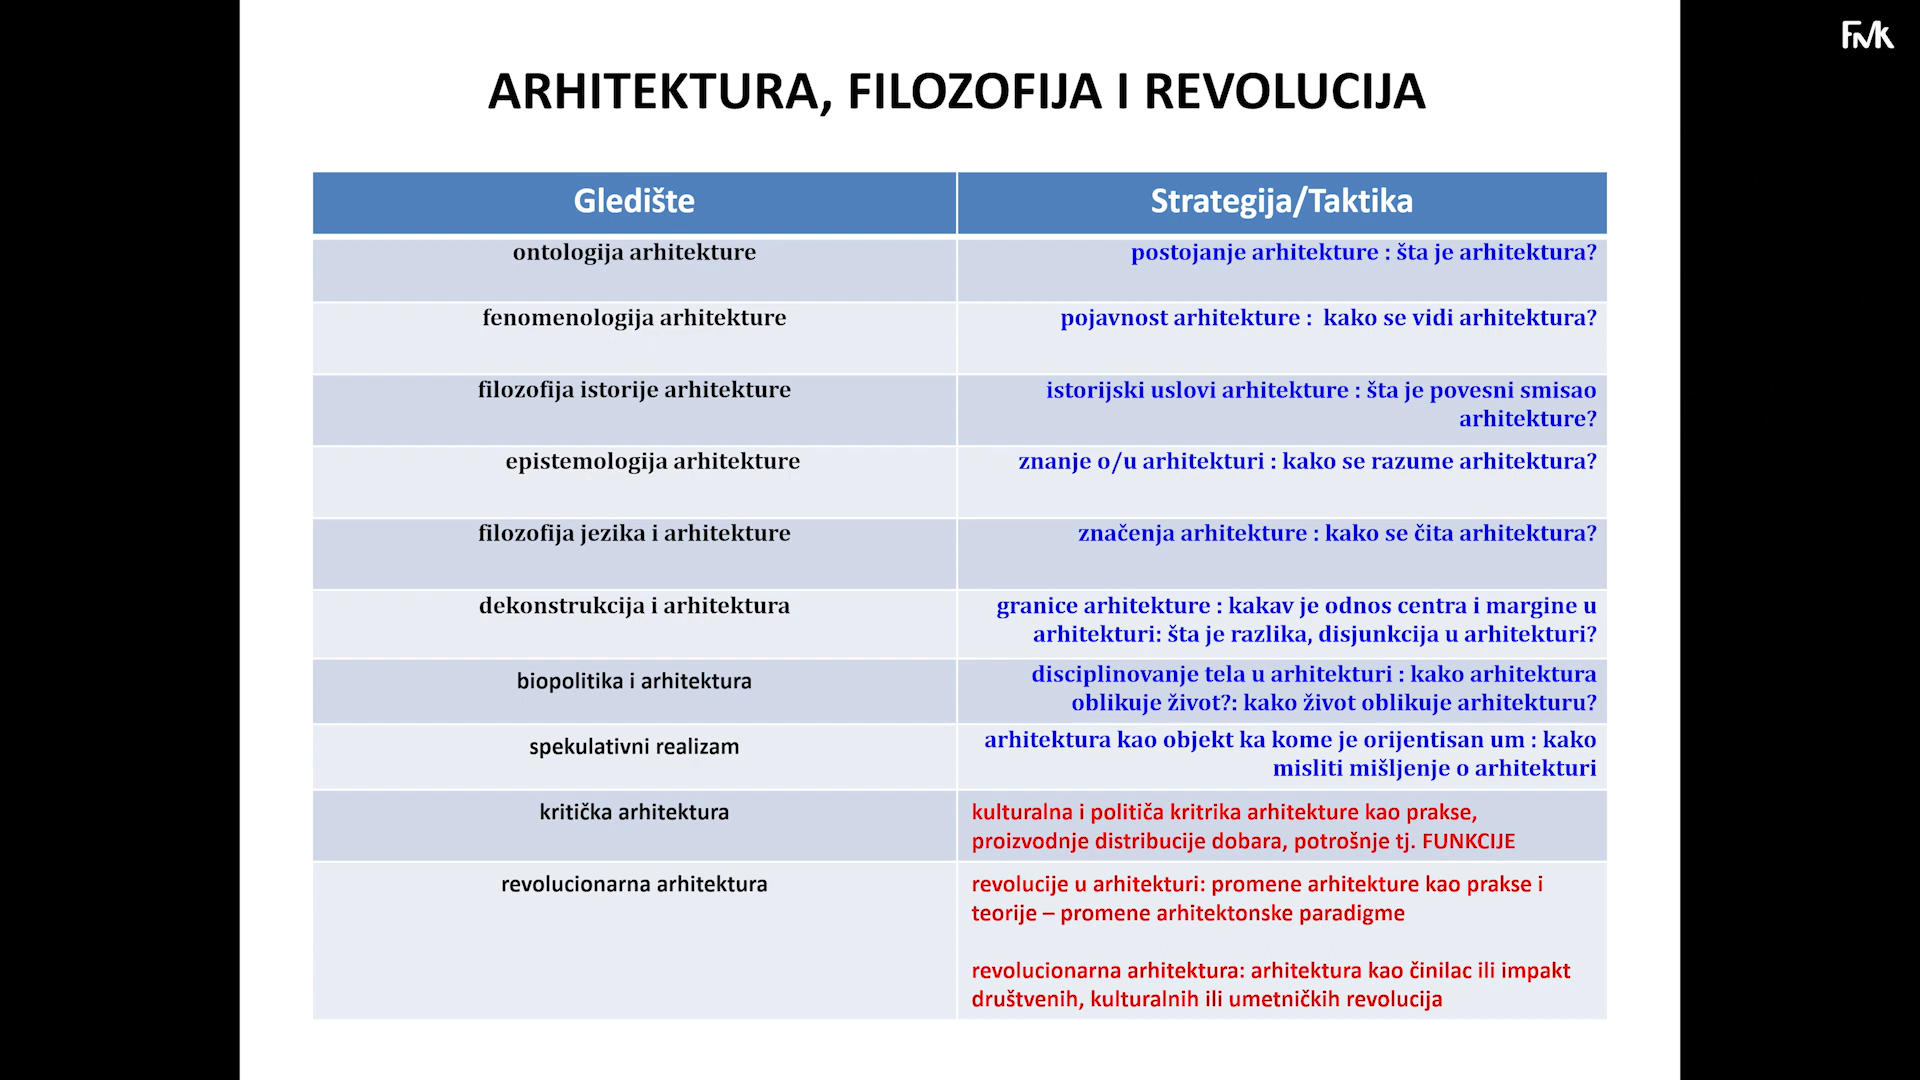 FMK
ARHITEKTURA, FILOZOFIJA I REVOLUCIJA
Gledište
Strategija/Taktika
ontologija arhitekture
postojanje arhitekture : šta je arhitektura?
fenomenologija arhitekture
pojavnost arhitekture :  kako se vidi arhitektura?
filozofija istorije arhitekture
istorijski uslovi arhitekture : šta je povesni smisao
arhitekture?
epistemologija arhitekture
znanje o/u arhitekturi : kako se razume arhitektura?
filozofija jezika i arhitekture
značenja arhitekture : kako se čita arhitektura?
dekonstrukcija i arhitektura
granice arhitekture : kakav je odnos centra i margine u
arhitekturi: šta je razlika, disjunkcija u arhitekturi?
biopolitika i arhitektura
disciplinovanje tela u arhitekturi : kako arhitektura
oblikuje život?: kako život oblikuje arhitekturu?
spekulativni realizam
arhitektura kao objekt ka kome je orijentisan um : kako
misliti mišljenje o arhitekturi
kritička arhitektura
kulturalna i političa kritrika arhitekture kao prakse,
proizvodnje distribucije dobara, potrošnje tj. FUNKCIJE
revolucionarna arhitektura
revolucije u arhitekturi: promene arhitekture kao prakse i
teorije – promene arhitektonske paradigme
revolucionarna arhitektura: arhitektura kao činilac ili impakt
društvenih, kulturalnih ili umetničkih revolucija